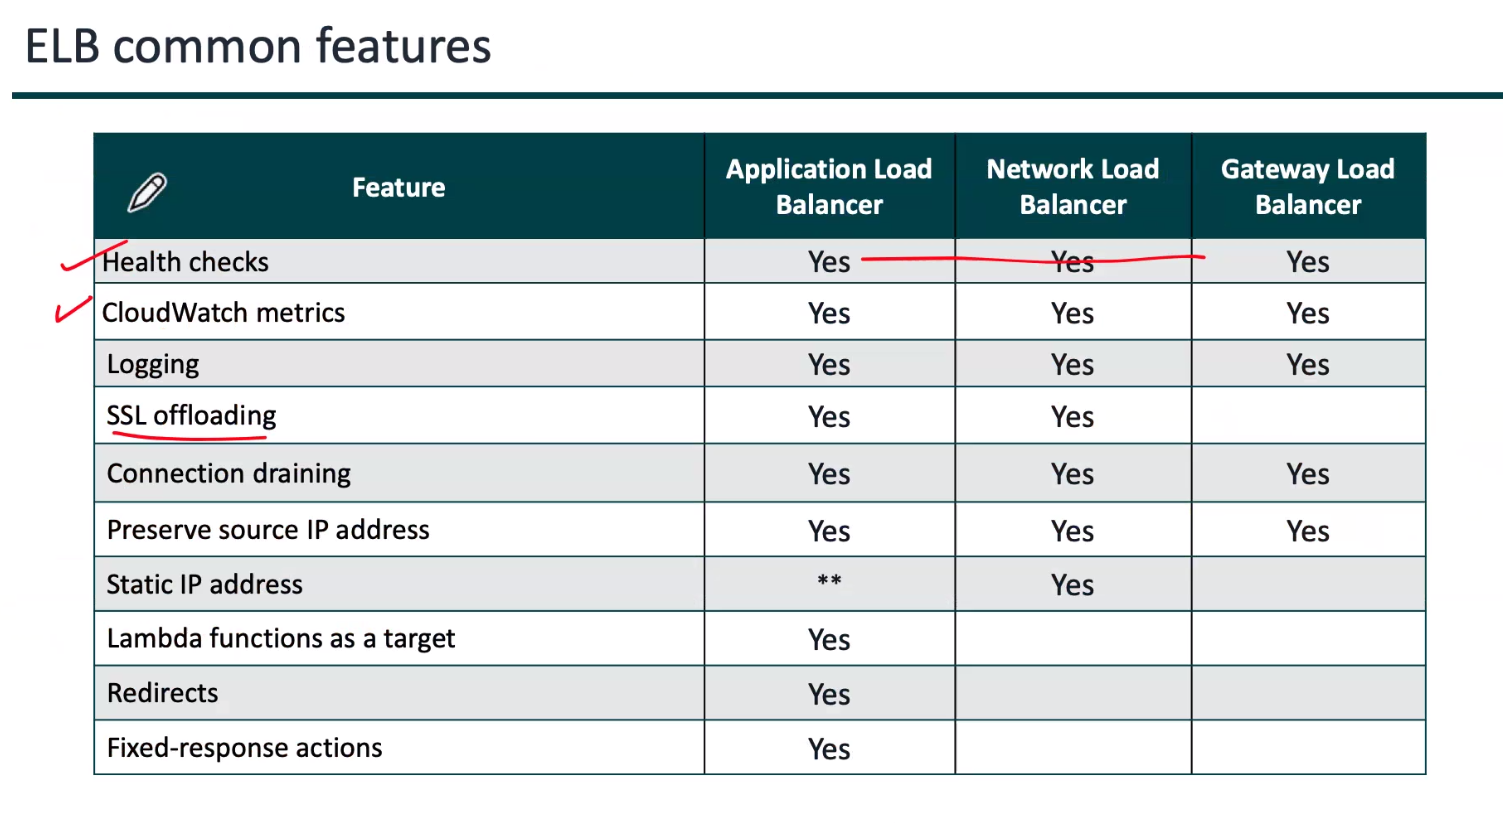 ELB common features
Feature
Application Load Balancer
Network Load Balancer
Gateway Load Balancer
Health checks Yes Yes Yes
CloudWatch metrics Yes Yes Yes
Logging Yes Yes Yes
SSL offloading Yes Yes
Connection draining Yes Yes Yes
Preserve source IP address Yes Yes Yes
Static IP address ** Yes
Lambda functions as a target Yes
Redirects Yes
Fixed-response actions Yes